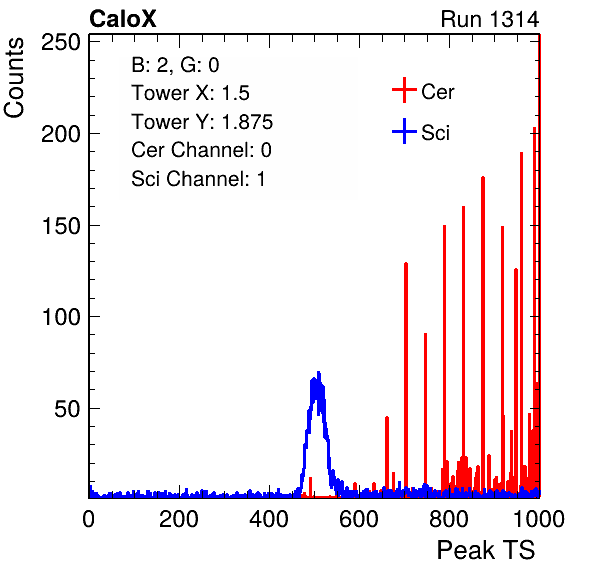 CaloX Run 1314
Counts
250
200
150
100
50
B: 2, G: 0
Tower X: 1.5
Tower Y: 1.875
Cer Channel: 0
Sci Channel: 1
Cer
Sci
0 200 400 600 800 1000
Peak TS